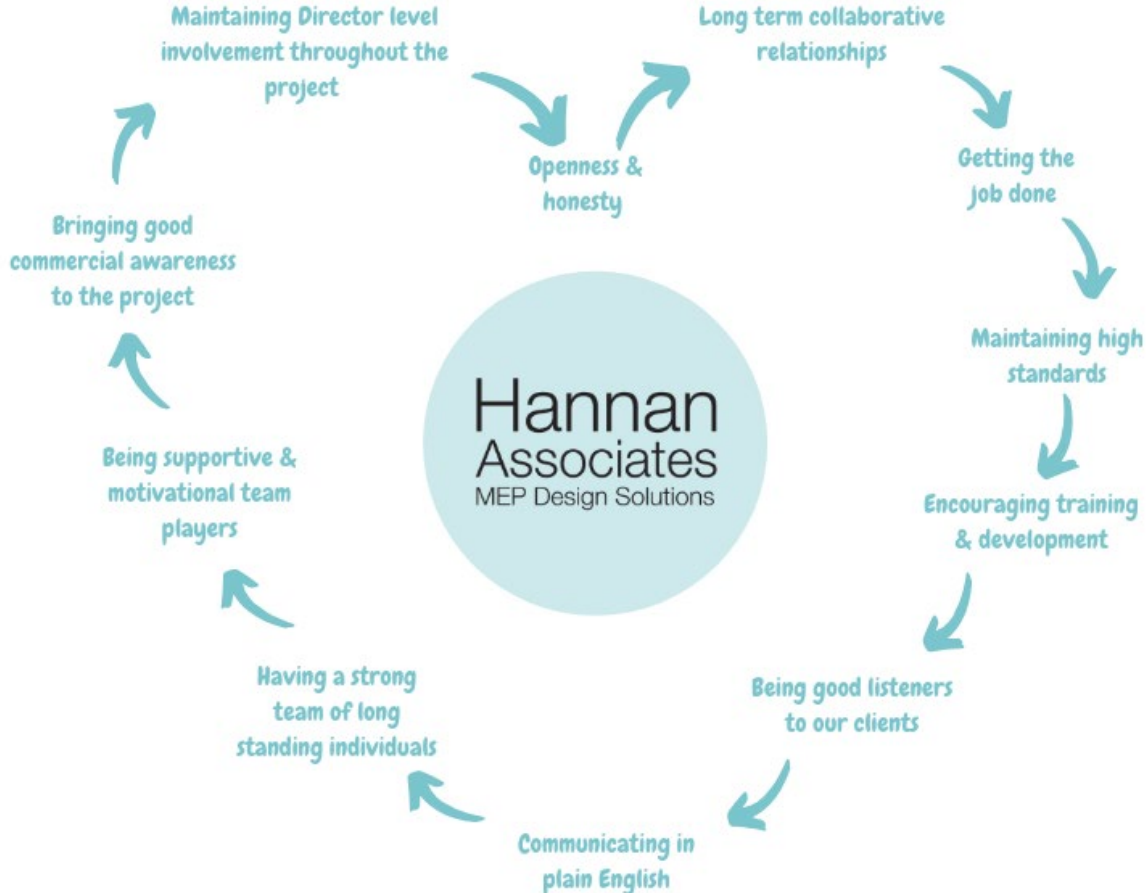 Maintaining Director level
involvement throughout the
project
Openness &
honesty
Long term collaborative
relationships
Getting the
job done
Maintaining high
standards
Encouraging training
& development
Being good listeners
to our clients
Communicating in
plain English
Having a strong
team of long
standing individuals
Being supportive &
motivational team
players
Bringing good
commercial awareness
to the project
Hannan
Associates
MEP Design Solutions